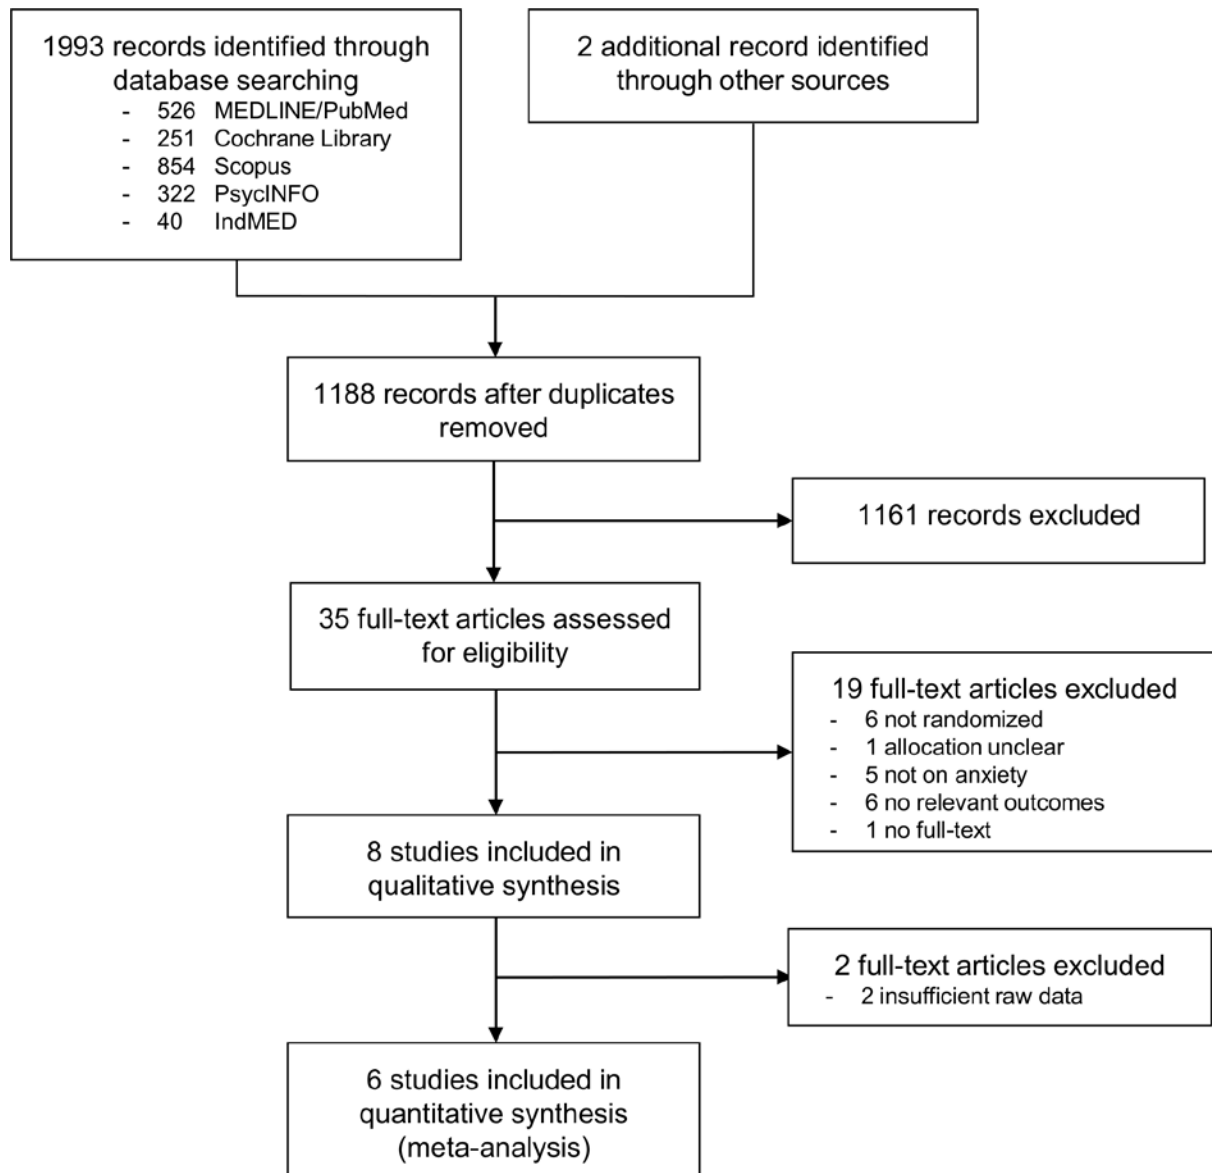 1993 records identified through
database searching
- 526 MEDLINE/PubMed
- 251 Cochrane Library
- 854 Scopus
- 322 PsycINFO
- 40 IndMED
2 additional record identified
through other sources
1188 records after duplicates
removed
1161 records excluded
35 full-text articles assessed
for eligibility
19 full-text articles excluded
- 6 not randomized
- 1 allocation unclear
- 5 not on anxiety
- 6 no relevant outcomes
- 1 no full-text
8 studies included in
qualitative synthesis
2 full-text articles excluded
- 2 insufficient raw data
6 studies included in
quantitative synthesis
(meta-analysis)